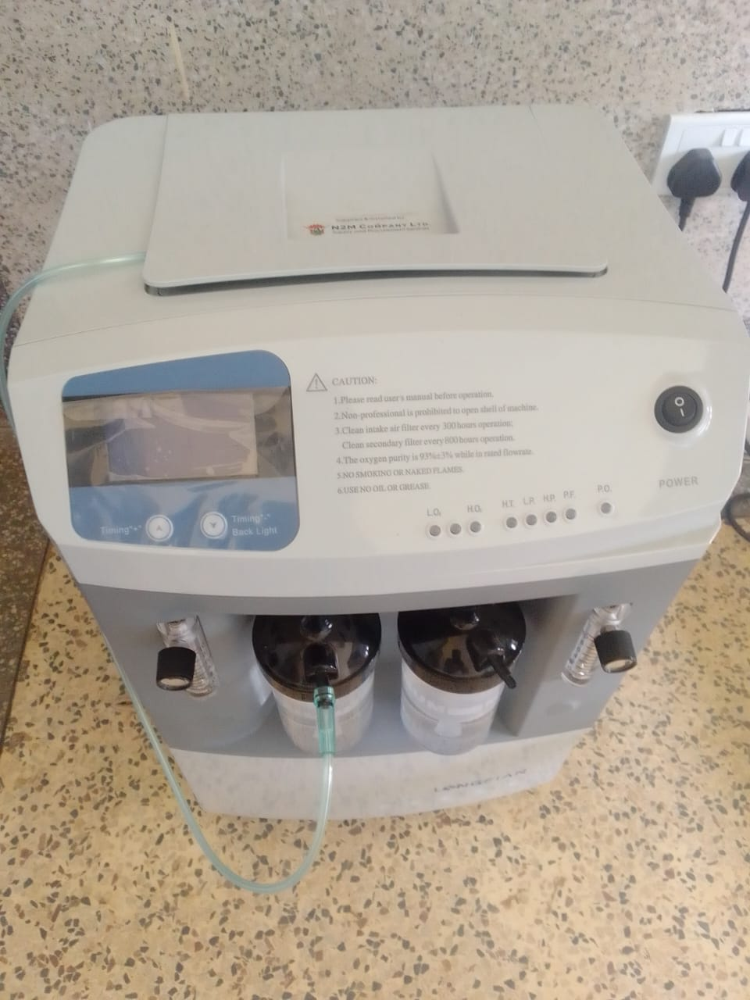 Supplied & Installed by
N2M COMPANY LTD.
CAUTION:
1.Please read user's manual before operation.
2.Non-professional is prohibited to open shell of machine.
3.Clean intake air filter every 300 hours operation;
Clean secondary filter every 800 hours operation.
4.The oxygen purity is 93%±3% while in rated flowrate.
5.NO SMOKING OR NAKED FLAMES.
6.USE NO OIL OR GREASE.
POWER
L.O₂ H.O₂ H.T. L.P. H.P. P.F. P.O.
Timing"+"
Timing"-"
Back Light
LONGFIAN